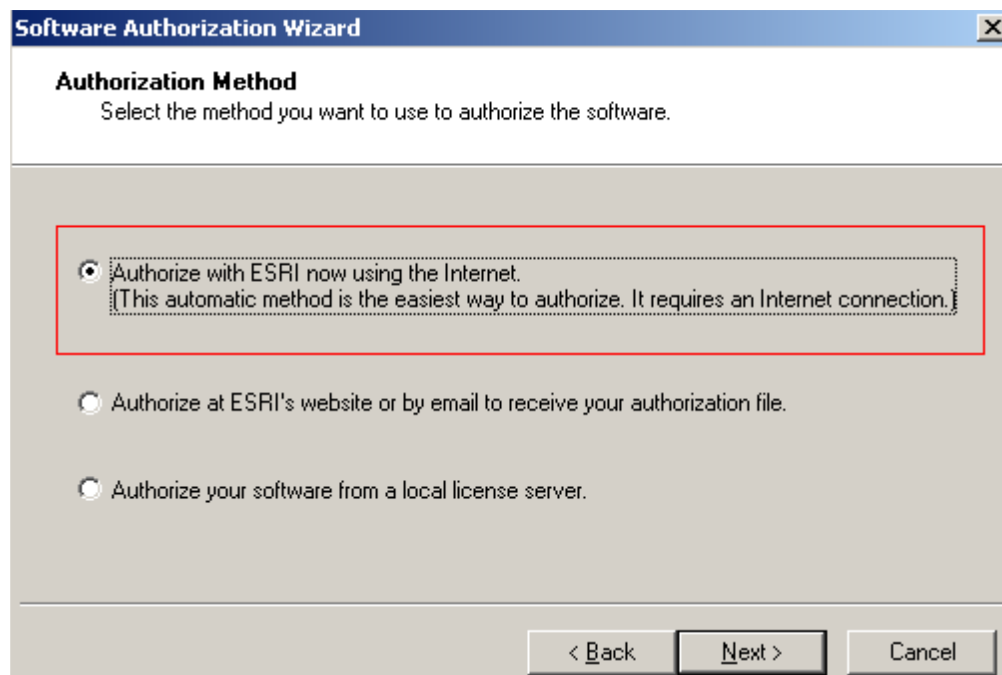 Software Authorization Wizard
Authorization Method
Select the method you want to use to authorize the software.
Authorize with ESRI now using the Internet.
(This automatic method is the easiest way to authorize. It requires an Internet connection.)
Authorize at ESRI's website or by email to receive your authorization file.
Authorize your software from a local license server.
< Back Next > Cancel